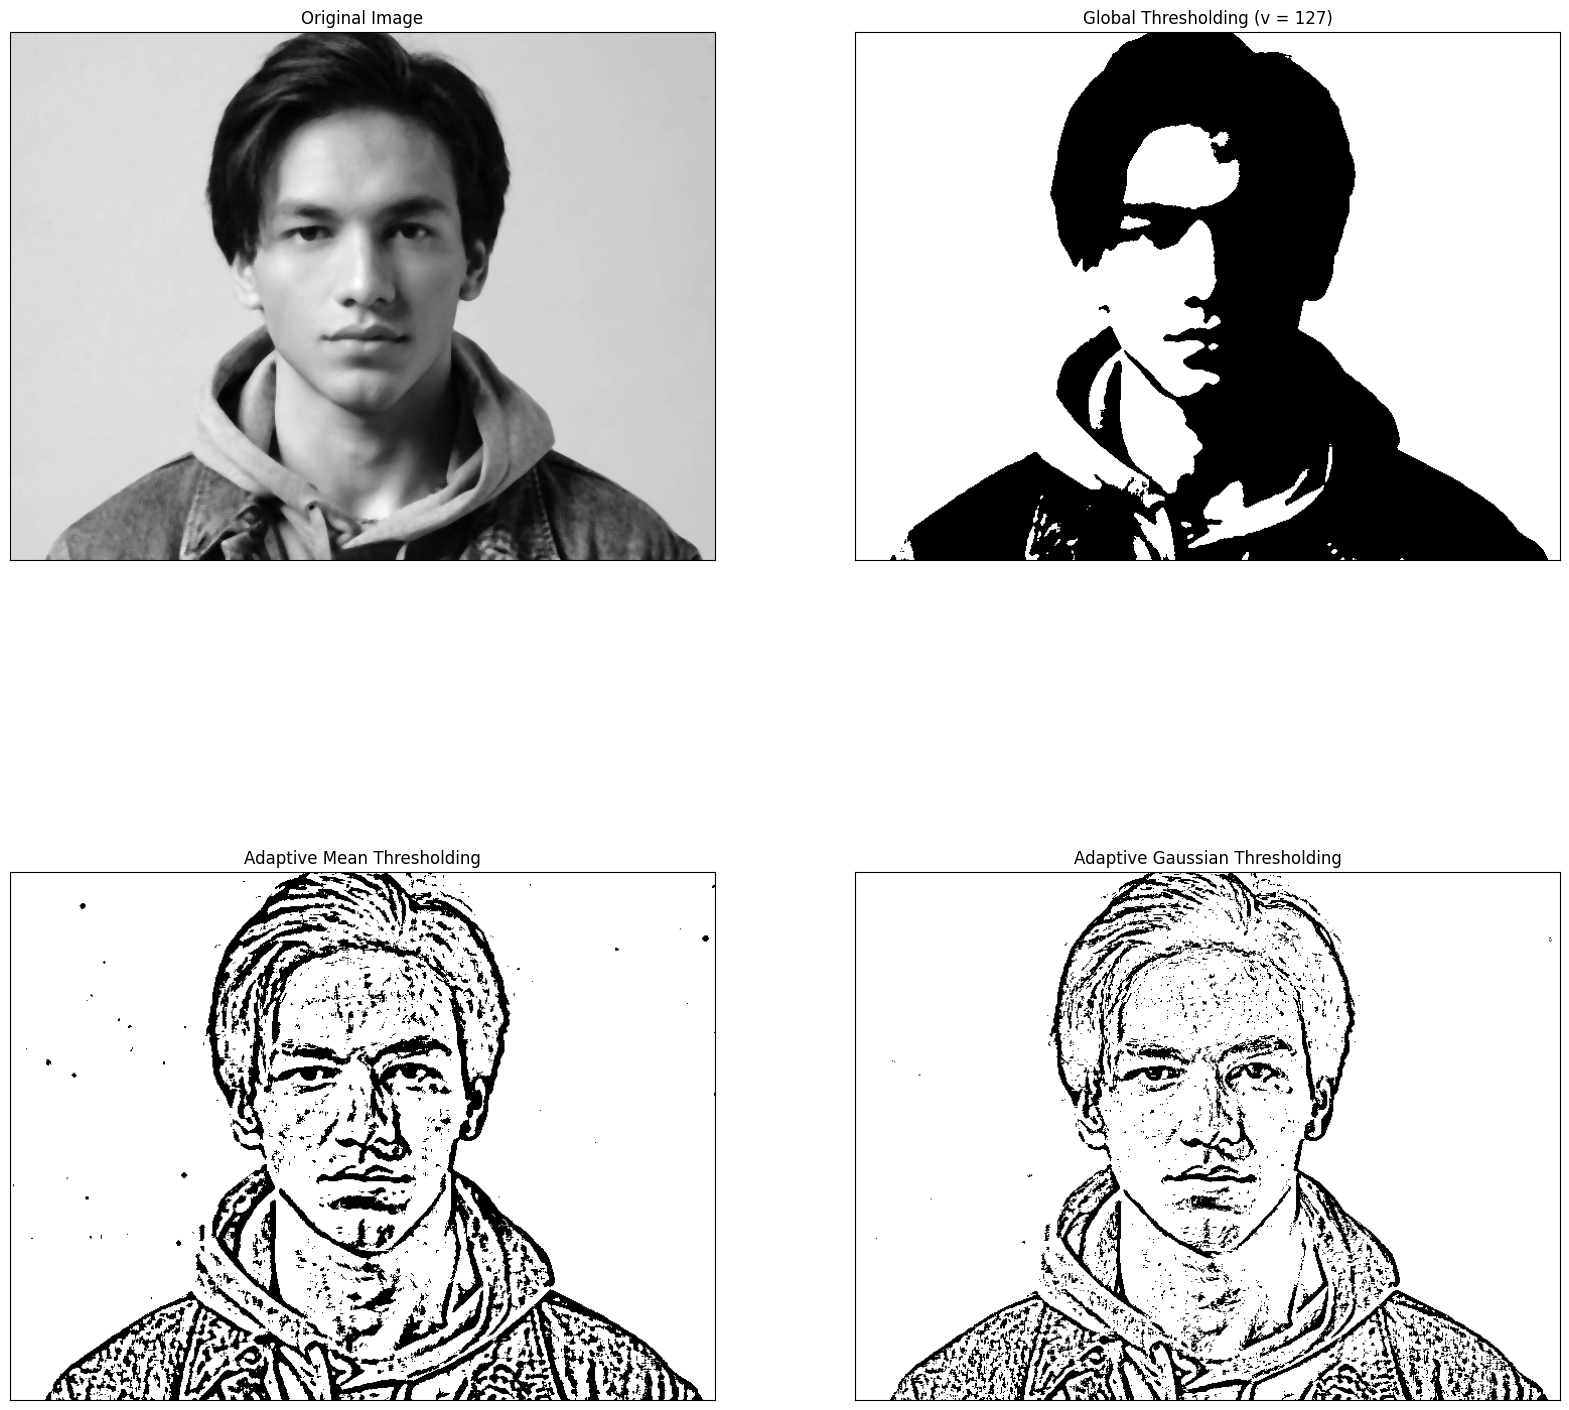 Original Image
Global Thresholding (v = 127)
Adaptive Mean Thresholding
Adaptive Gaussian Thresholding